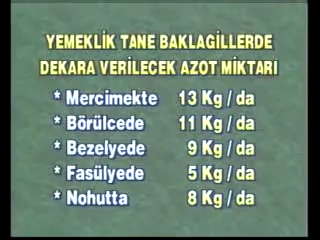 YEMEKLİK TANE BAKLAGİLLERDE
DEKARA VERİLEÇEK AZOT MİKTARI
* Mercimekte 13 Kg / da
* Börülcede 11 Kg / da
* Bezelyede 9 Kg / da
* Fasülyede 5 Kg / da
* Nohutta 8 Kg / da